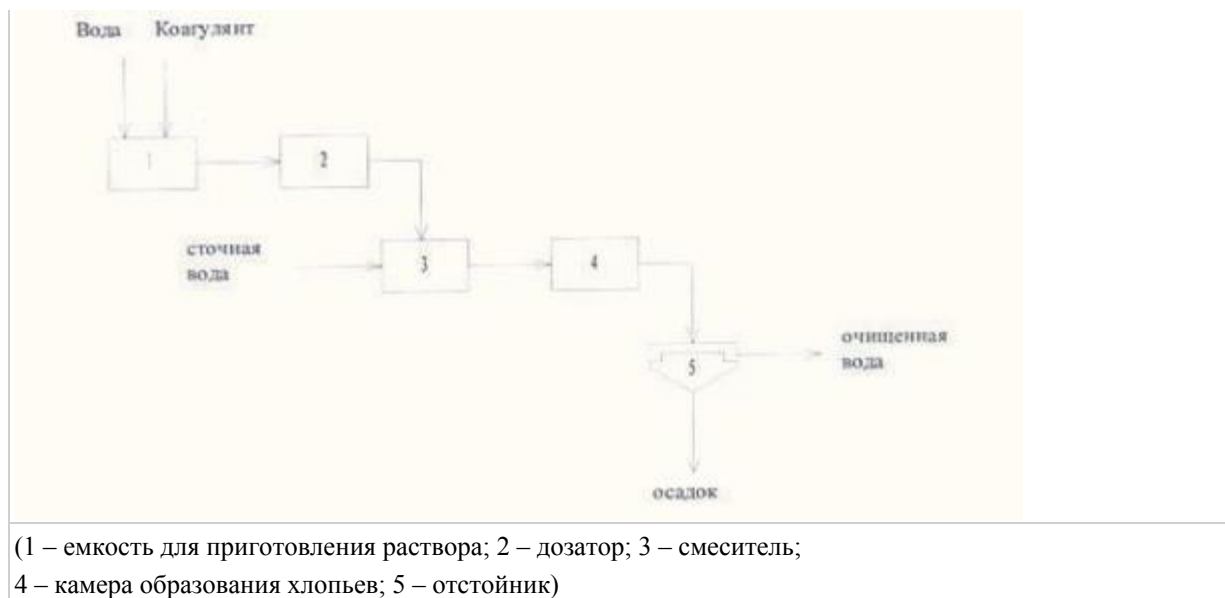 Вода Коагулянт
1
2
сточная
вода
3
4
очищенная
вода
5
осадок
(1 – емкость для приготовления раствора; 2 – дозатор; 3 – смеситель;
4 – камера образования хлопьев; 5 – отстойник)